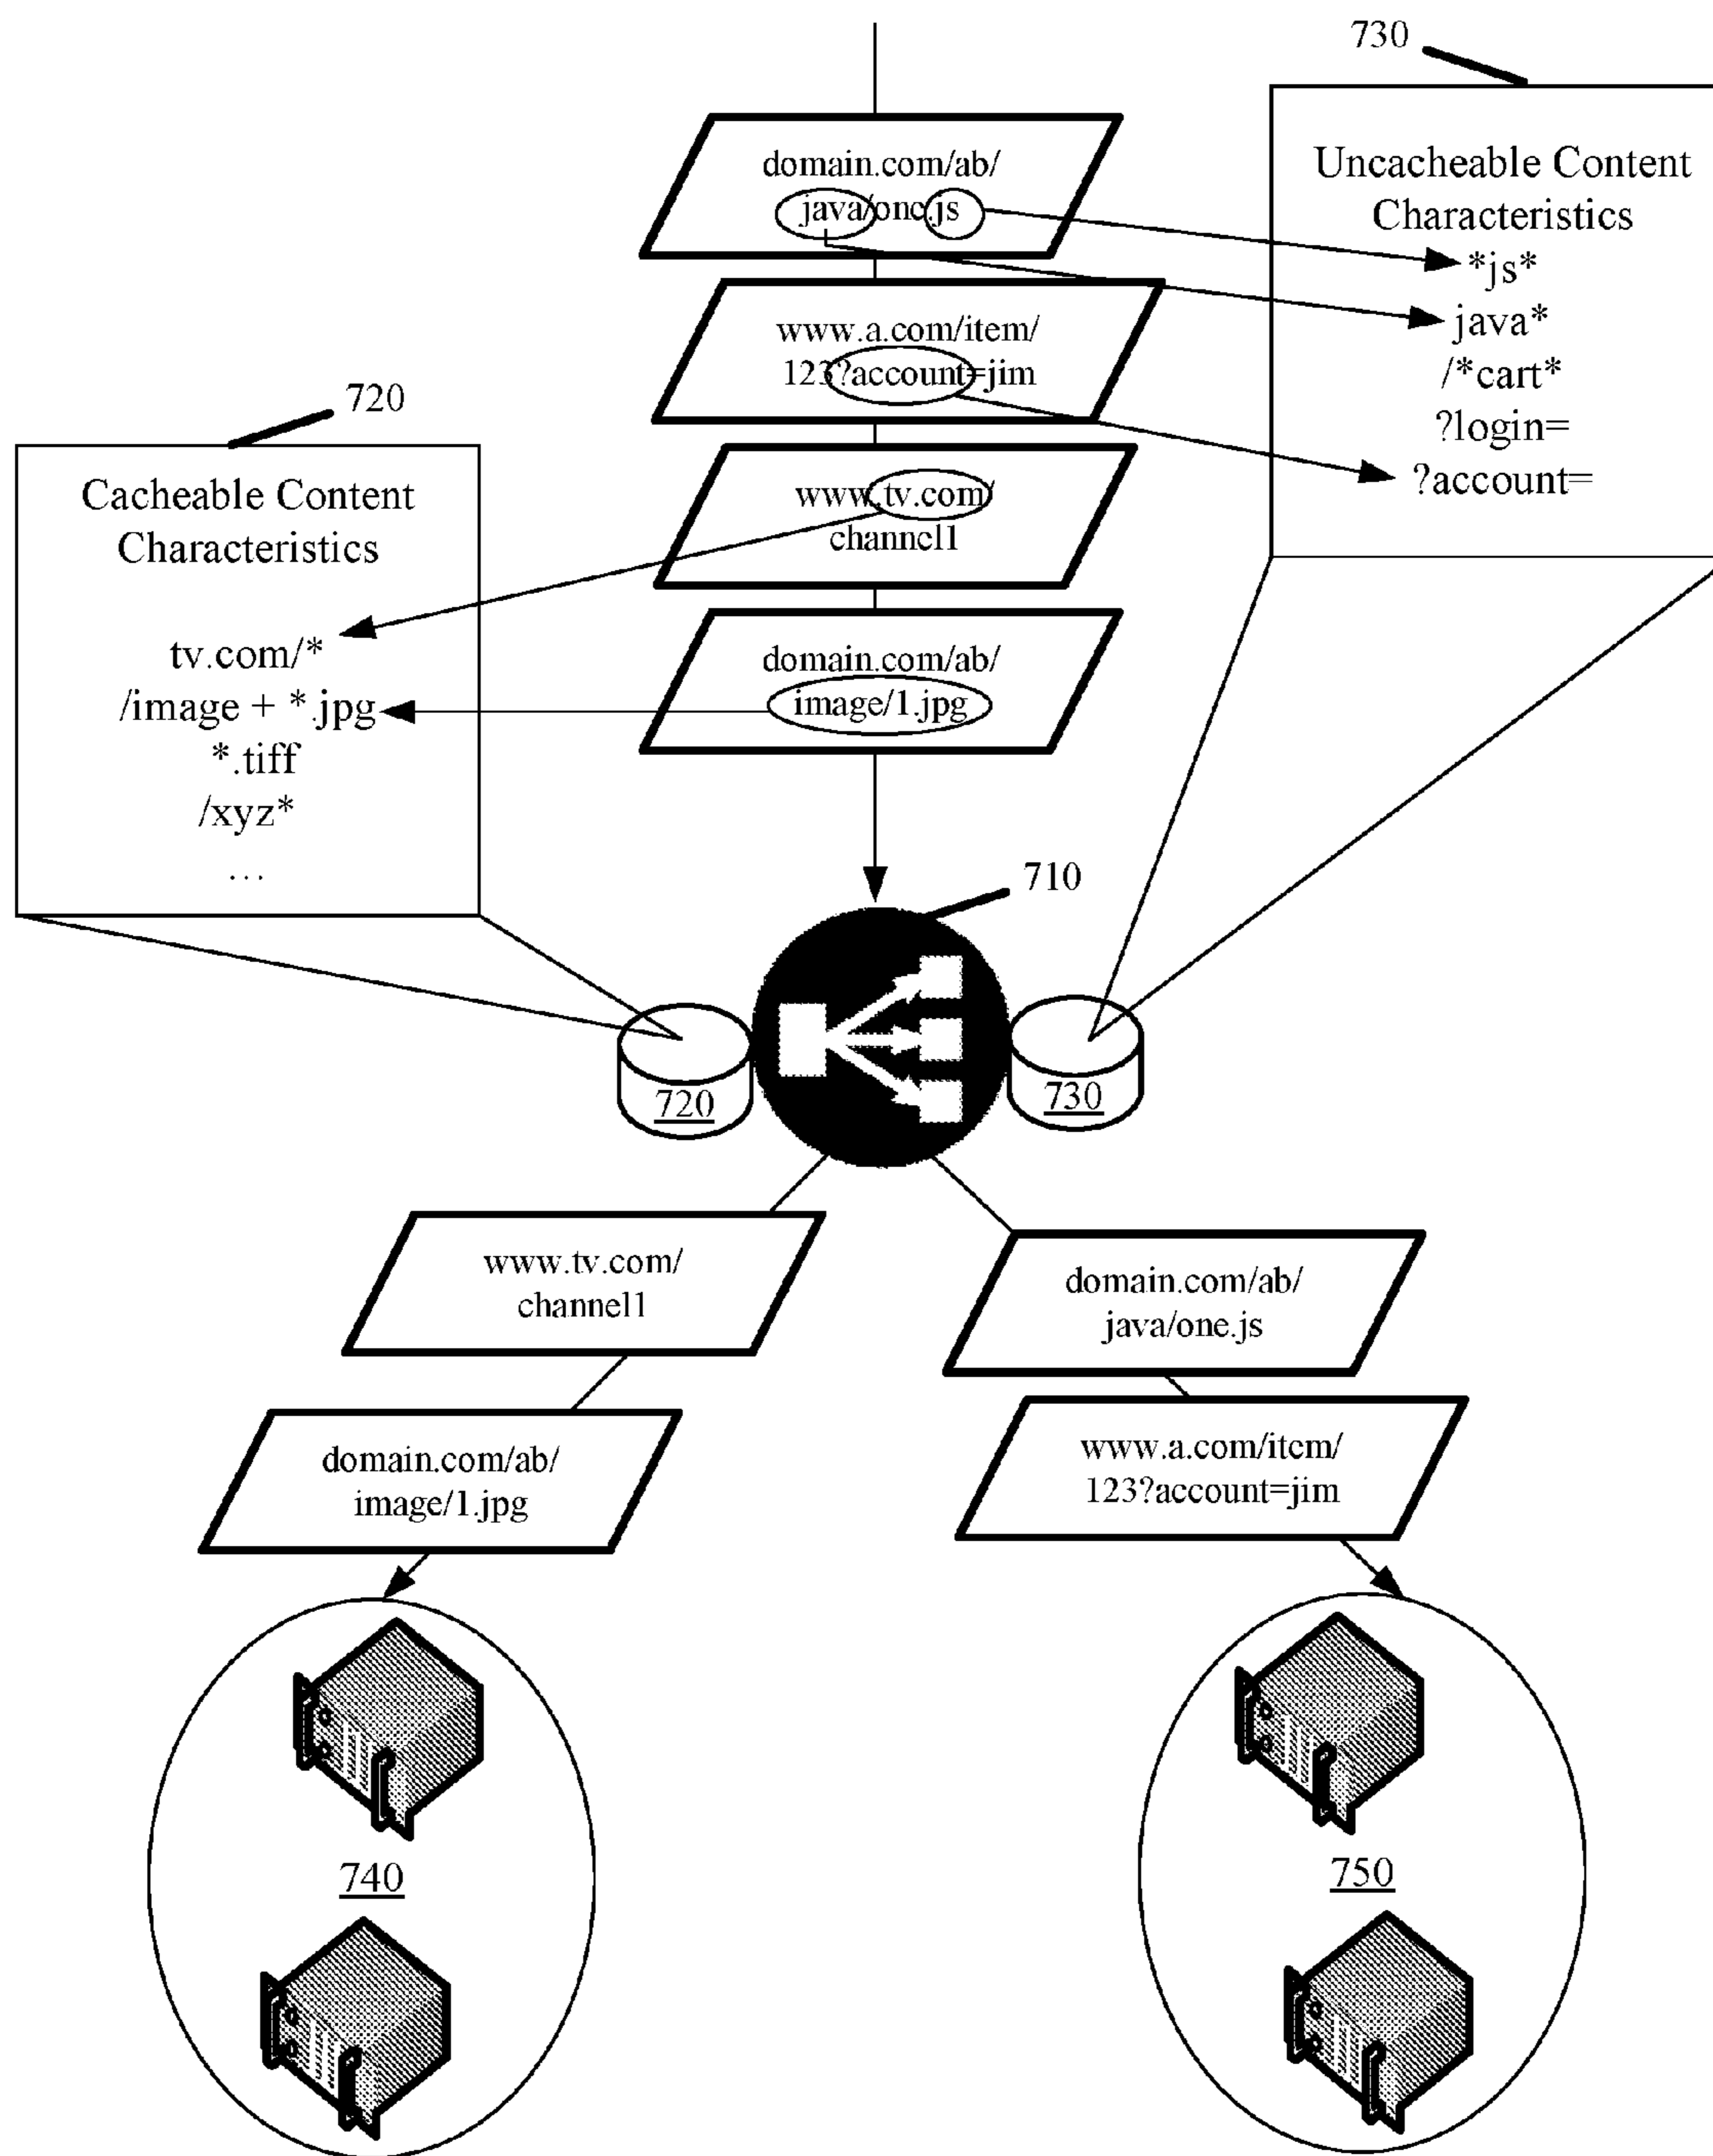 730
domain.com/ab/
java/one.js
Uncacheable Content
Characteristics
*js*
java*
/*cart*
?login=
?account=
www.a.com/item/
123?account=jim
720
Cacheable Content
Characteristics
tv.com/*
/image + *.jpg
*.tiff
/xyz*
...
www.tv.com/
channel1
domain.com/ab/
image/1.jpg
710
720
730
www.tv.com/
channel1
domain.com/ab/
java/one.js
domain.com/ab/
image/1.jpg
www.a.com/item/
123?account=jim
740
750